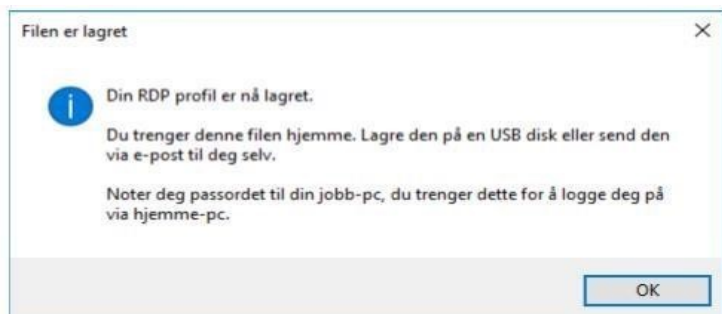 Filen er lagret
Din RDP profil er nå lagret.
Du trenger denne filen hjemme. Lagre den på en USB disk eller send den
via e-post til deg selv.
Noter deg passordet til din jobb-pc, du trenger dette for å logge deg på
via hjemme-pc.
OK